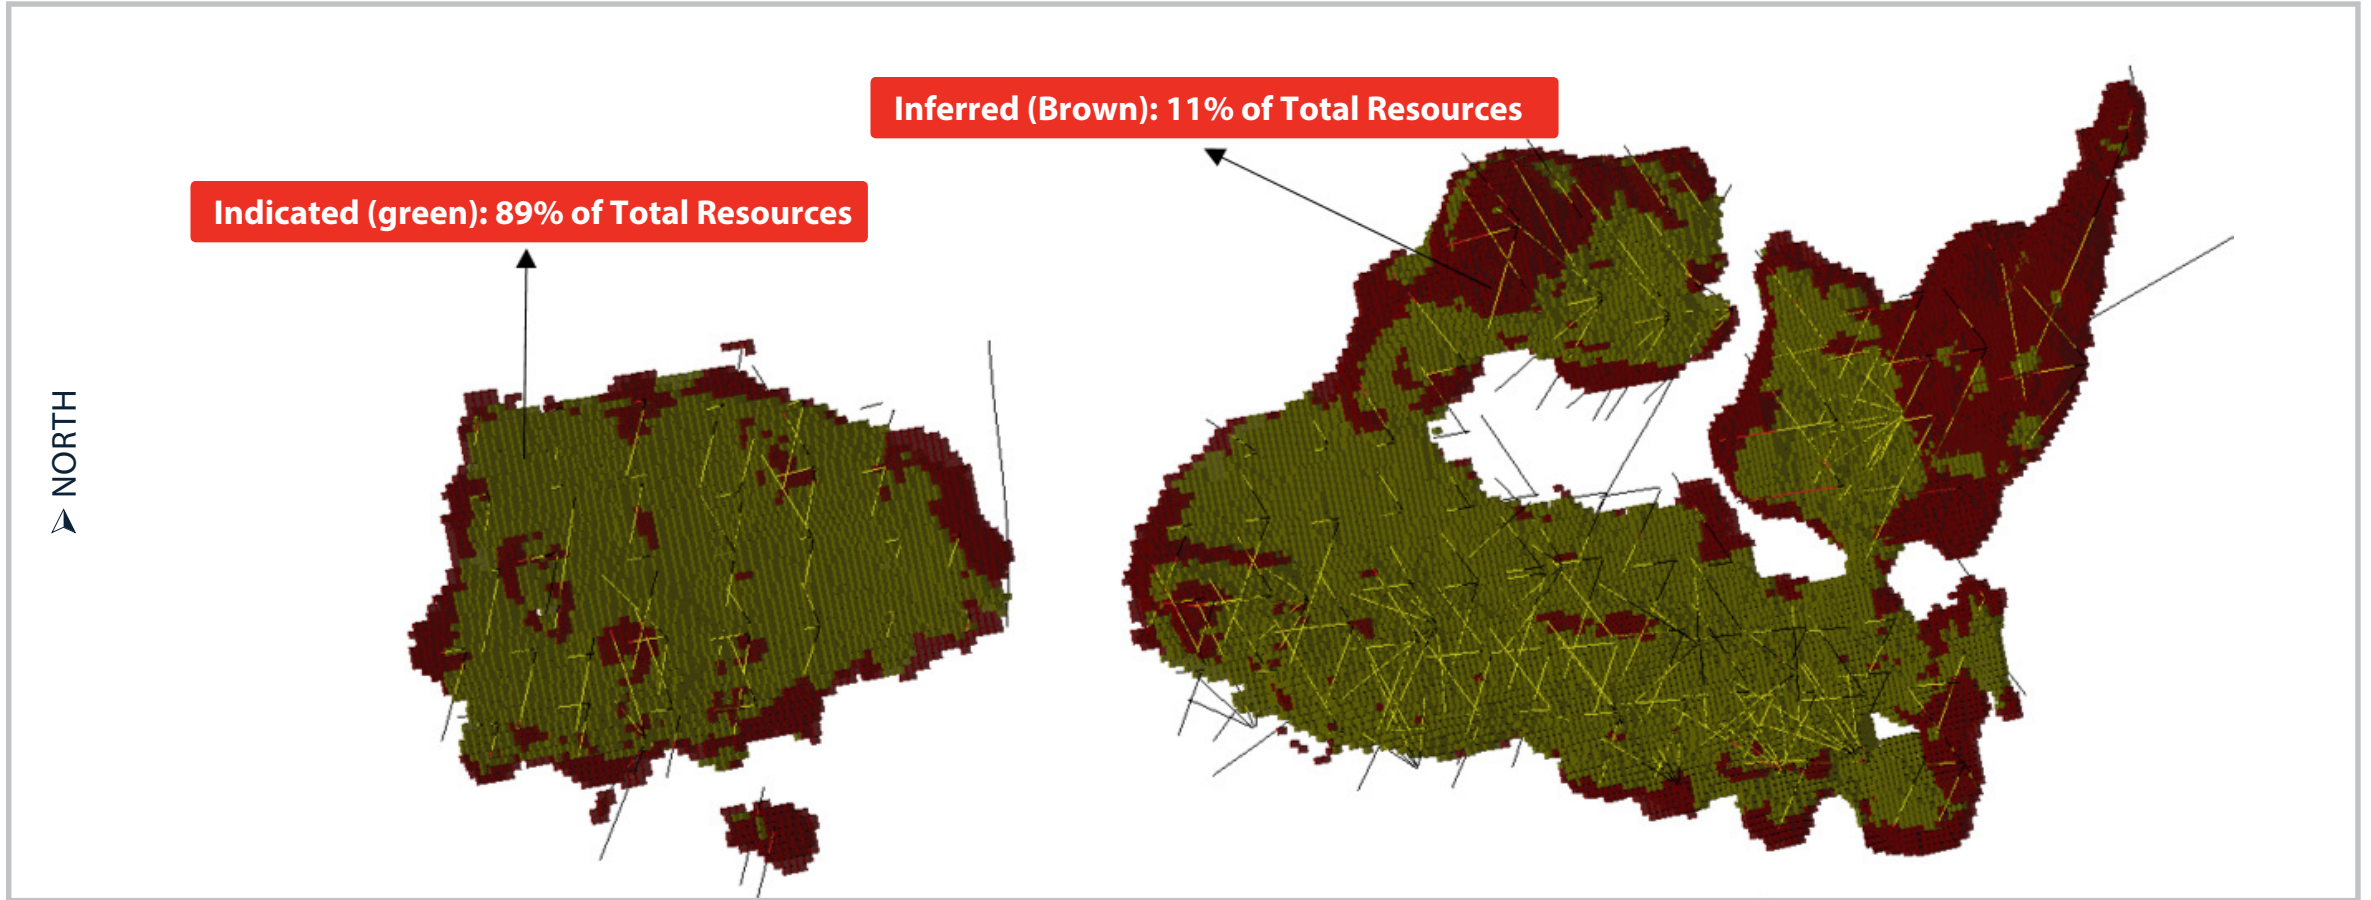 Inferred (Brown): 11% of Total Resources
Indicated (green): 89% of Total Resources
NORTH